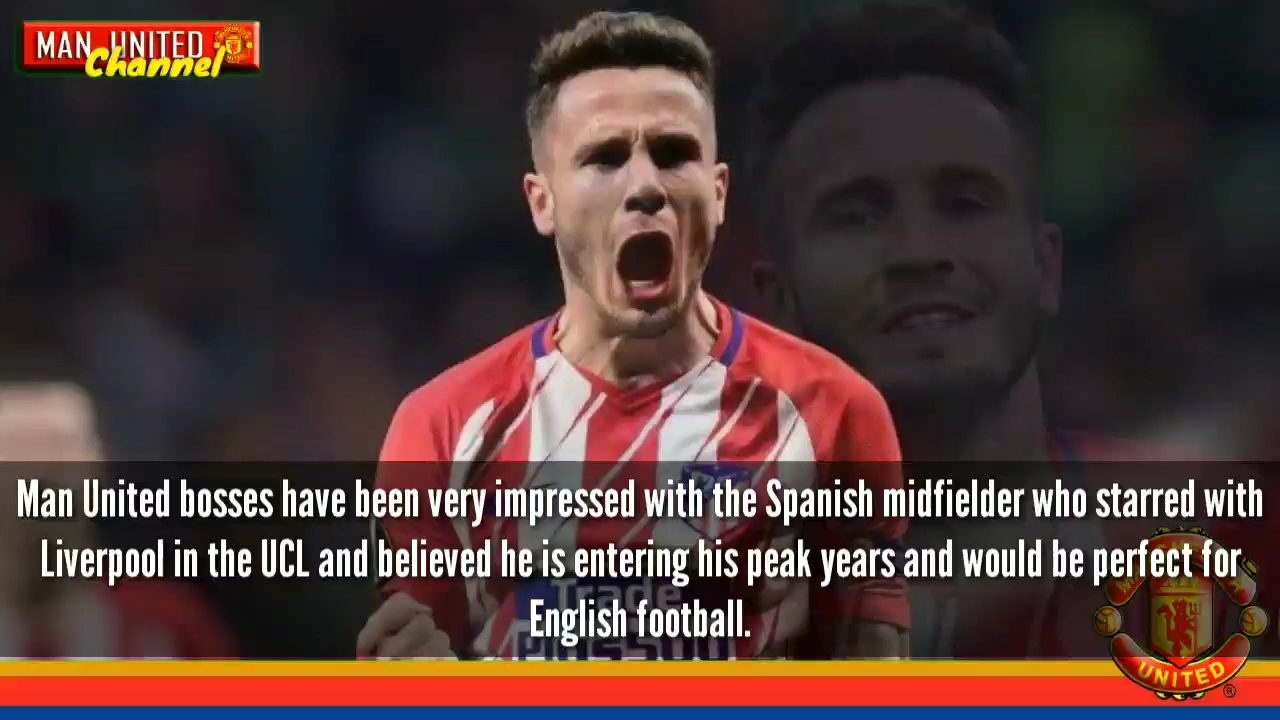 MAN UNITED
Channel
Man United bosses have been very impressed with the Spanish midfielder who starred with
Liverpool in the UCL and believed he is entering his peak years and would be perfect for
English football.
Trade
UNITED
®